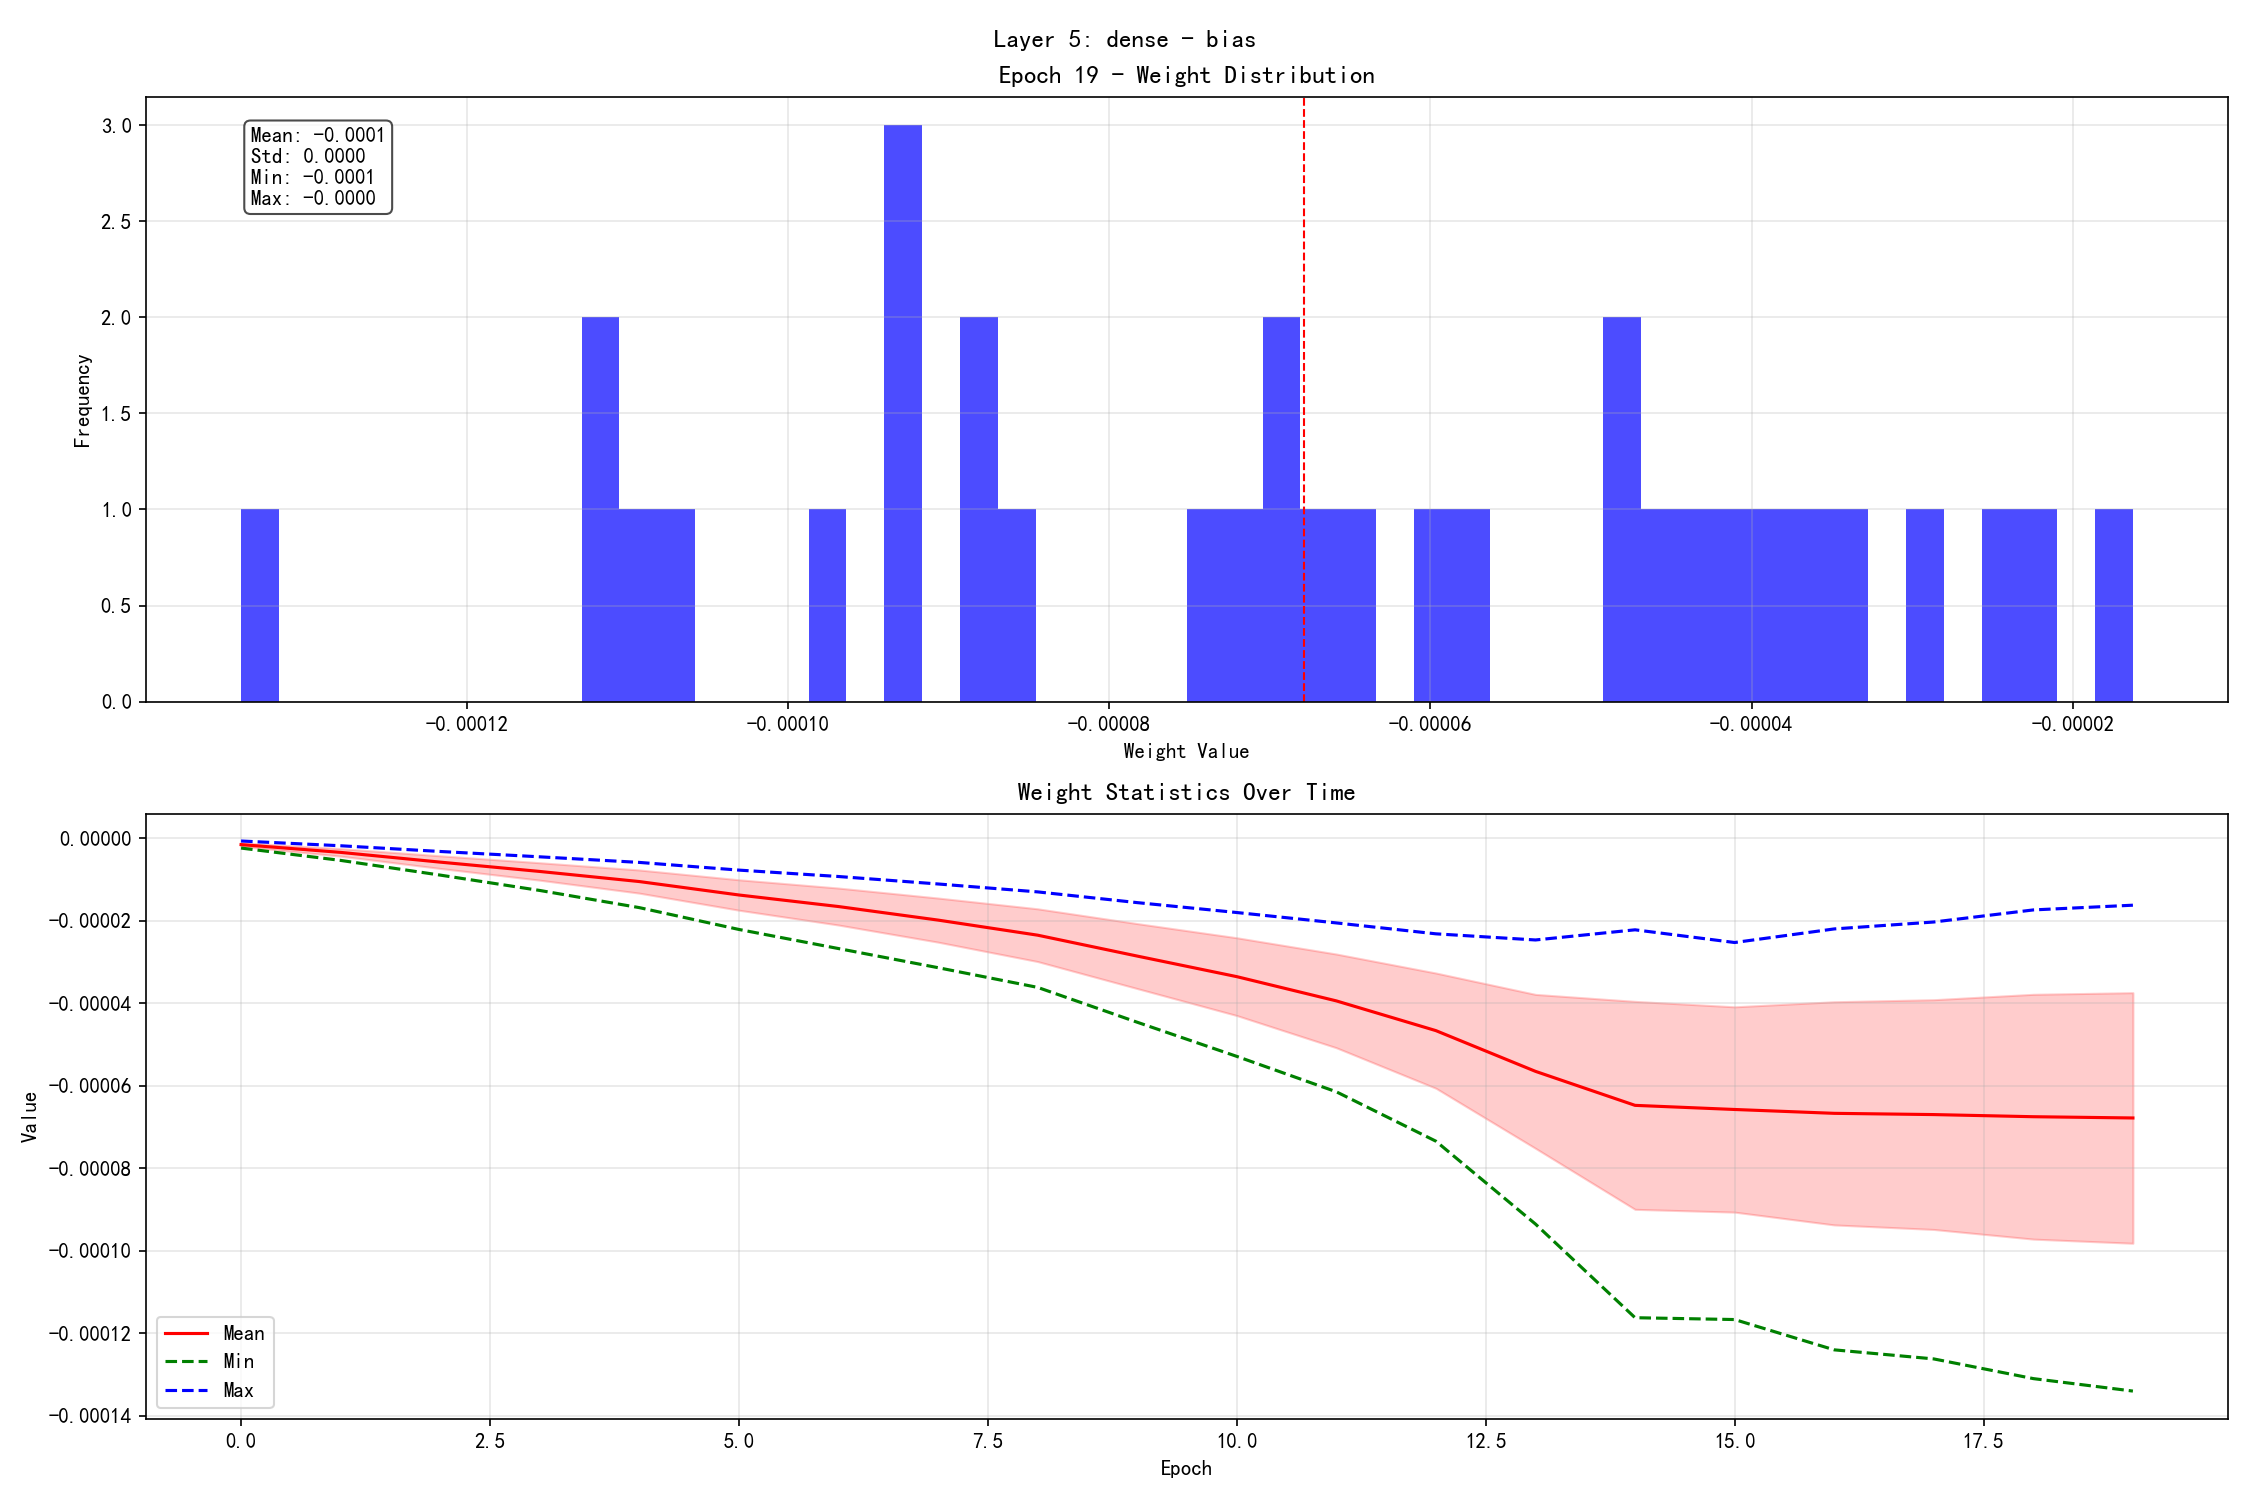 Layer 5: dense - bias
Epoch 19 - Weight Distribution
Mean: -0.0001
Std: 0.0000
Min: -0.0001
Max: -0.0000
3.0
2.5
2.0
1.5
1.0
0.5
0.0
Frequency
-0.00012 -0.00010 -0.00008 -0.00006 -0.00004 -0.00002
Weight Value
Weight Statistics Over Time
0.00000
-0.00002
-0.00004
-0.00006
-0.00008
-0.00010
-0.00012
-0.00014
Value
Mean
Min
Max
0.0 2.5 5.0 7.5 10.0 12.5 15.0 17.5
Epoch